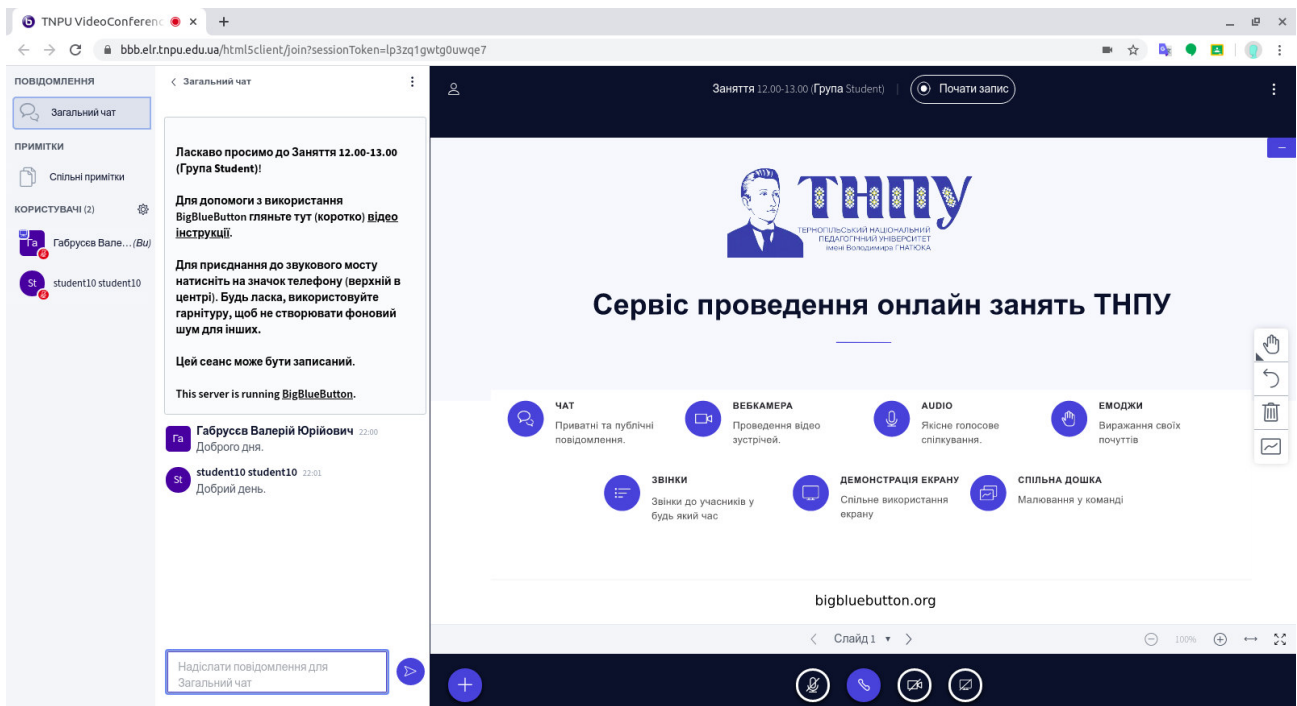 TNPU VideoConferenc
bbb.elr.tnpu.edu.ua/html5client/join?sessionToken=lp3zq1gwtg0uwqe7
ПОВІДОМЛЕННЯ
Загальний чат
ПРИМІТКИ
Спільні примітки
КОРИСТУВАЧІ (2)
Га
Габрусєв Вале... (Ви)
St
student10 student10
Загальний чат
Ласкаво просимо до Заняття 12.00-13.00
(Група Student)!
Для допомоги з використання
BigBlueButton гляньте тут (коротко) відео
інструкції.
Для приєднання до звукового мосту
натисніть на значок телефону (верхній в
центрі). Будь ласка, використовуйте
гарнітуру, щоб не створювати фоновий
шум для інших.
Цей сеанс може бути записаний.
This server is running BigBlueButton.
Га
Габрусєв Валерій Юрійович 22:00
Доброго дня.
St
student10 student10 22:01
Добрий день.
Надіслати повідомлення для
Загальний чат
Заняття 12.00-13.00 (Група Student)
Почати запис
ТНПУ
ТЕРНОПІЛЬСЬКИЙ НАЦІОНАЛЬНИЙ
ПЕДАГОГІЧНИЙ УНІВЕРСИТЕТ
імені Володимира ГНАТЮКА
Сервіс проведення онлайн занять ТНПУ
ЧАТ
Приватні та публічні
повідомлення.
ВЕБКАМЕРА
Проведення відео
зустрічей.
AUDIO
Якісне голосове
спілкування.
ЕМОДЖИ
Виражання своїх
почуттів
ЗВІНКИ
Звінки до учасників у
будь який час
ДЕМОНСТРАЦІЯ ЕКРАНУ
Спільне використання
екрану
СПІЛЬНА ДОШКА
Малювання у команді
bigbluebutton.org
Слайд 1
100%